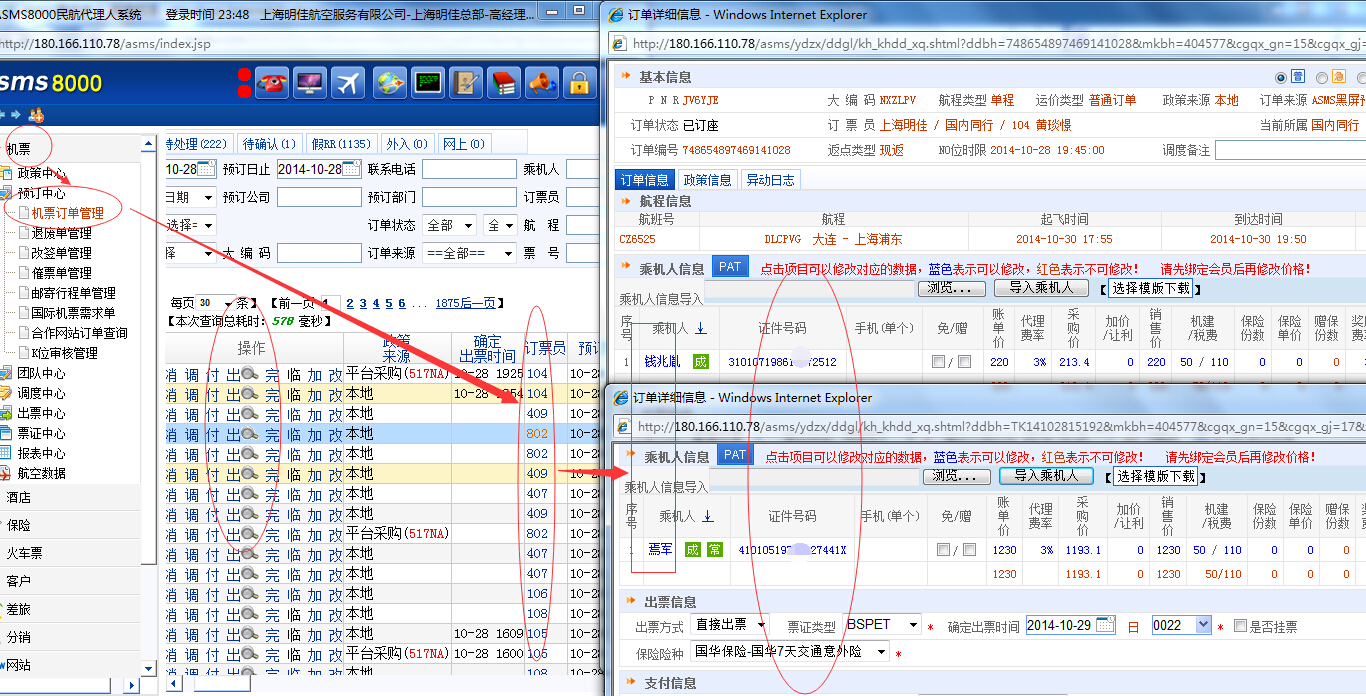 ASMS8000民航代理人系统 登录时间 23:48 上海明佳航空服务有限公司-上海明佳总部-高经理...
http://180.166.110.78/asms/index.jsp
asms 8000
机票
政策中心
预订中心
机票订单管理
退废单管理
改签单管理
催票单管理
邮寄行程单管理
国际机票需求单
合作网站订单查询
K位审核管理
团队中心
调度中心
出票中心
票证中心
报表中心
航空数据
酒店
保险
火车票
客户
差旅
分销
网站
待处理(222) 待确认(1) 假RR(1135) 外入(0) 网上(0)
10-28 预订日止 2014-10-28 联系电话 乘机人
日期 预订公司 预订部门 订票员
选择= 订单状态 全部 全 航 程
择 大 编 码 订单来源 ==全部== 票 号
每页 30 条】 【前一页 1 2 3 4 5 6 ... 1875后一页】
【本次查询总耗时: 578 毫秒】
操作 政策来源 确定出票时间 订票员 预订
消 调 付 出 完 临 加 改 平台采购(517NA) 10-28 1925 104 10-28
消 调 付 出 完 临 加 改 本地 10-28 1854 104 10-28
消 调 付 出 完 临 加 改 本地 409 10-28
消 调 付 出 完 临 加 改 本地 802 10-28
消 调 付 出 完 临 加 改 本地 802 10-28
消 调 付 出 完 临 加 改 本地 409 10-28
消 调 付 出 完 临 加 改 本地 407 10-28
消 调 付 出 完 临 加 改 本地 409 10-28
消 调 付 出 完 临 加 改 平台采购(517NA) 802 10-28
消 调 付 出 完 临 加 改 本地 407 10-28
消 调 付 出 完 临 加 改 本地 407 10-28
消 调 付 出 完 临 加 改 本地 106 10-28
消 调 付 出 完 临 加 改 本地 108 10-28
消 调 付 出 完 临 加 改 本地 10-28 1609 105 10-28
消 调 付 出 完 临 加 改 平台采购(517NA) 10-28 1600 105 10-28
消 调 付 出 完 临 加 改 本地 108 10-28
订单详细信息 - Windows Internet Explorer
http://180.166.110.78/asms/ydzx/ddgl/kh_khdd_xq.shtml?ddbh=748654897469141028&mkbh=404577&cgqx_gn=15&cgqx_gj=
基本信息 普 急
P N R JV6YJE 大 编 码 NXZLPV 航程类型 单程 运价类型 普通订单 政策来源 本地 订单来源 ASMS黑屏预
订单状态 已订座 订 票 员 上海明佳 / 国内同行 / 104 黄琰憬 当前所属 国内同行
订单编号 748654897469141028 返点类型 现返 NO位时限 2014-10-28 19:45:00 调度备注
订单信息 政策信息 异动日志
航程信息
航班号 航程 起飞时间 到达时间
CZ6525 DLCPVG 大连 - 上海浦东 2014-10-30 17:55 2014-10-30 19:50
乘机人信息 PAT 点击项目可以修改对应的数据，蓝色表示可以修改，红色表示不可修改！ 请先绑定会员后再修改价格！
乘机人信息导入 浏览... 导入乘机人 【选择模版下载】
序号 乘机人 ↓ 证件号码 手机(单个) 免/赠 账单价 代理费率 采购价 加价/让利 销售价 机建/税费 保险份数 保险单价 赠保份数
1 钱兆胤 成 3101071986 2512 / 220 3% 213.4 0 220 50 / 110 0 0 0
订单详细信息 - Windows Internet Explorer
http://180.166.110.78/asms/ydzx/ddgl/kh_khdd_xq.shtml?ddbh=TK14102815192&mkbh=404577&cgqx_gn=15&cgqx_gj=17&
乘机人信息 PAT 点击项目可以修改对应的数据，蓝色表示可以修改，红色表示不可修改！ 请先绑定会员后再修改价格！
乘机人信息导入 浏览... 导入乘机人 【选择模版下载】
序号 乘机人 ↓ 证件号码 手机(单个) 免/赠 账单价 代理费率 采购价 加价/让利 销售价 机建/税费 保险份数 保险单价 赠保份数
1 焉军 成 常 410105197 27441X / 1230 3% 1193.1 0 1230 50 / 110 0 0 0
1230 1193.1 0 1230 50/110 0 0 0
出票信息
出票方式 直接出票 票证类型 BSPET * 确定出票时间 2014-10-29 日 0022 * 是否挂票
保险险种 国华保险-国华7天交通意外险 *
支付信息